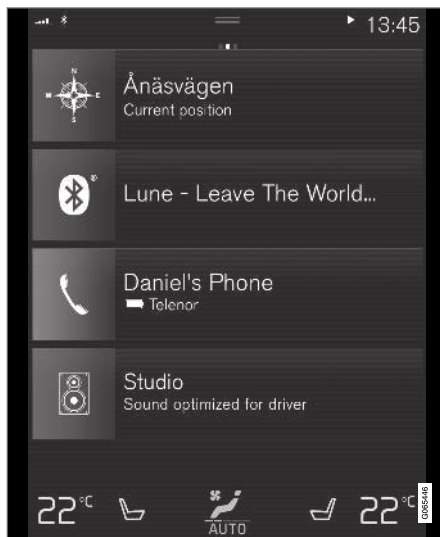 13:45
N
W E
S
Ånäsvägen
Current position
Lune - Leave The World...
Daniel's Phone
Telenor
Studio
Sound optimized for driver
22°C
AUTO
22°C
G065446